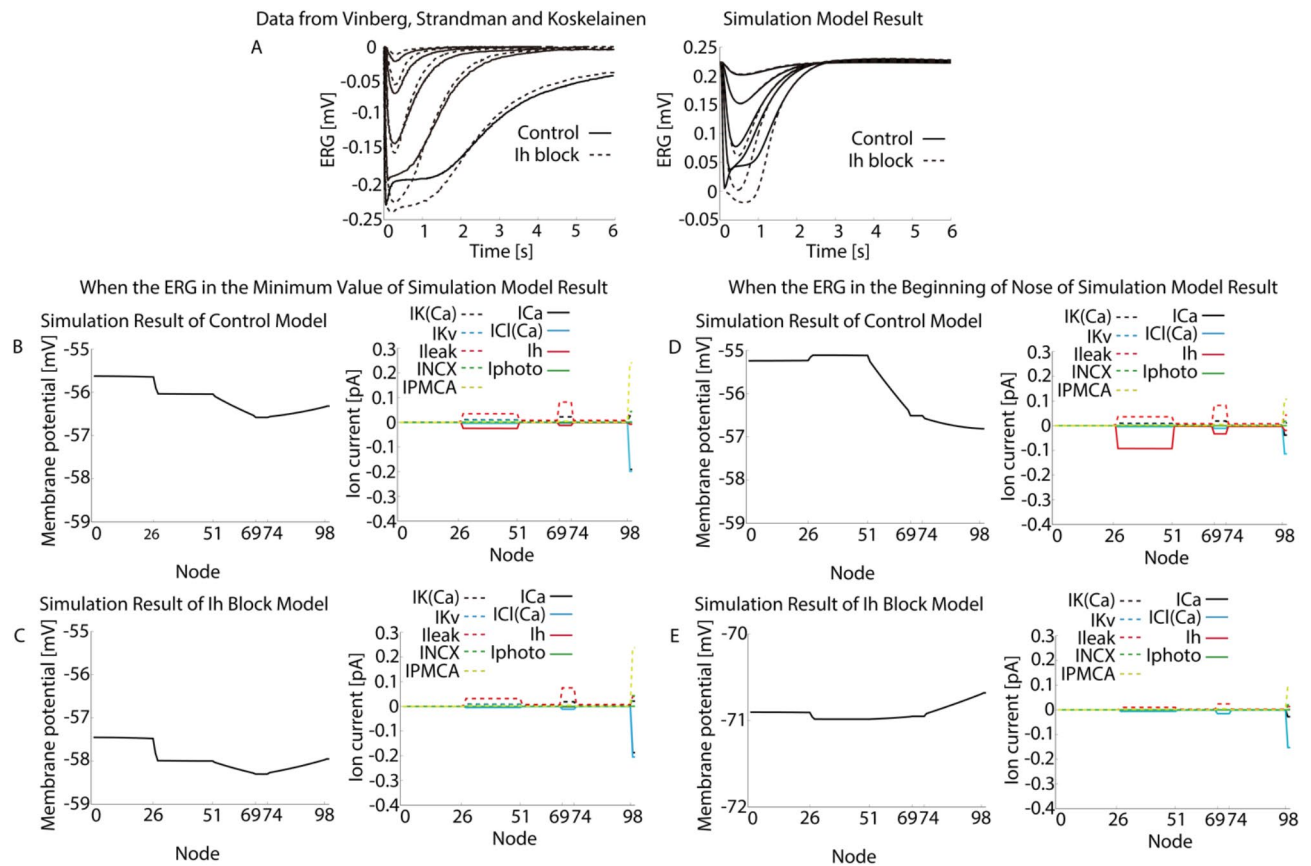 Data from Vinberg, Strandman and Koskelainen
Simulation Model Result
A
0
-0.05
-0.1
-0.15
-0.2
-0.25
ERG [mV]
Control
Ih block
0 1 2 3 4 5 6
Time [s]
0.25
0.2
0.15
0.1
0.05
0
-0.05
ERG [mV]
Control
Ih block
0 1 2 3 4 5 6
Time [s]
When the ERG in the Minimum Value of Simulation Model Result
When the ERG in the Beginning of Nose of Simulation Model Result
B
Simulation Result of Control Model
-55
-56
-57
-58
-59
Membrane potential [mV]
0 26 51 6974 98
Node
IK(Ca) ICa
IKv ICl(Ca)
Ileak Ih
INCX Iphoto
IPMCA
0.3
0.2
0.1
0
-0.1
-0.2
-0.3
-0.4
Ion current [pA]
0 26 51 6974 98
Node
D
Simulation Result of Control Model
-55
-56
-57
-58
-59
Membrane potential [mV]
0 26 51 6974 98
Node
IK(Ca) ICa
IKv ICl(Ca)
Ileak Ih
INCX Iphoto
IPMCA
0.3
0.2
0.1
0
-0.1
-0.2
-0.3
-0.4
Ion current [pA]
0 26 51 6974 98
Node
C
Simulation Result of Ih Block Model
-55
-56
-57
-58
-59
Membrane potential [mV]
0 26 51 6974 98
Node
IK(Ca) ICa
IKv ICl(Ca)
Ileak Ih
INCX Iphoto
IPMCA
0.3
0.2
0.1
0
-0.1
-0.2
-0.3
-0.4
Ion current [pA]
0 26 51 6974 98
Node
E
Simulation Result of Ih Block Model
-70
-71
-72
Membrane potential [mV]
0 26 51 6974 98
Node
IK(Ca) ICa
IKv ICl(Ca)
Ileak Ih
INCX Iphoto
IPMCA
0.3
0.2
0.1
0
-0.1
-0.2
-0.3
-0.4
Ion current [pA]
0 26 51 6974 98
Node